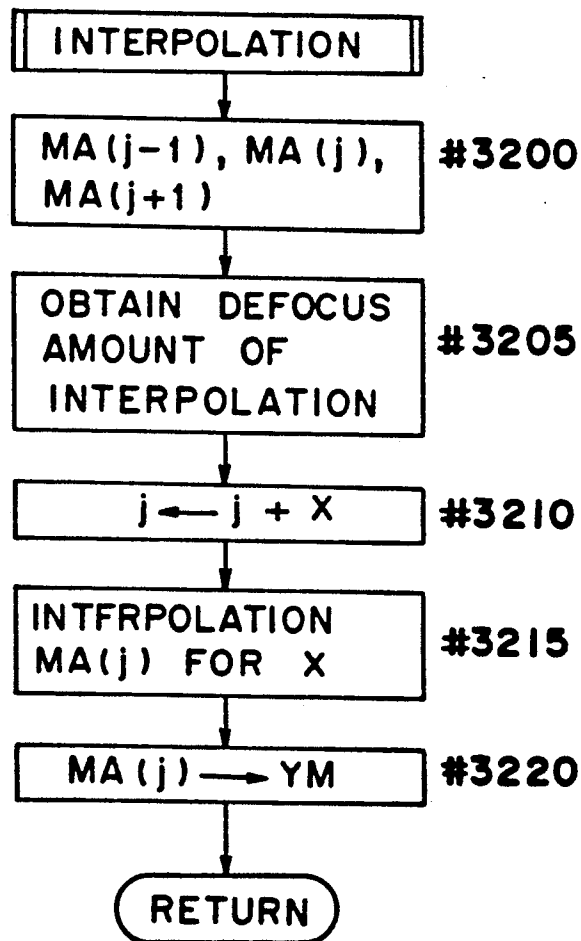 INTERPOLATION
MA(j-1), MA(j),
MA(j+1)
#3200
OBTAIN DEFOCUS
AMOUNT OF
INTERPOLATION
#3205
j ← j + X
#3210
INTFRPOLATION
MA(j) FOR X
#3215
MA(j) → YM
#3220
RETURN